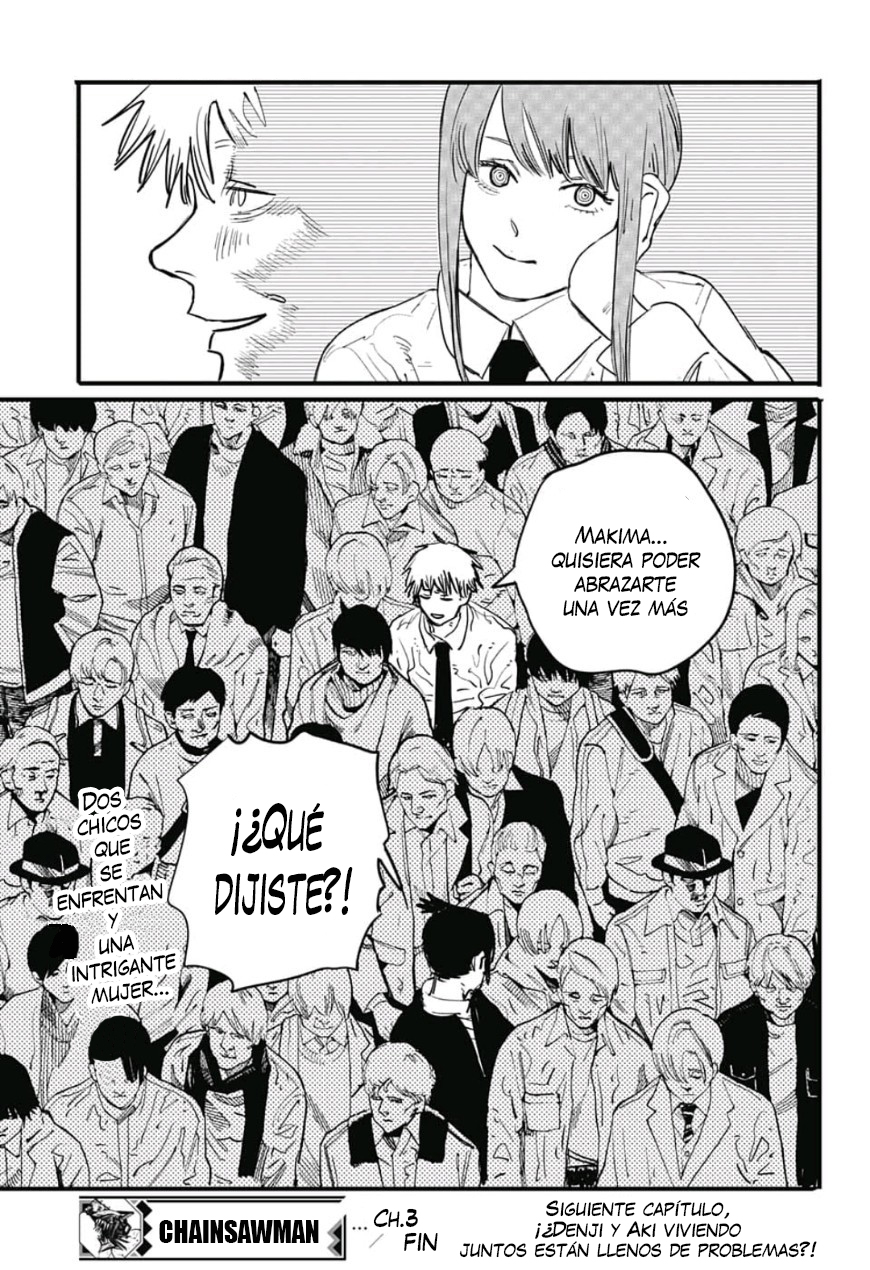 MAKIMA...
QUISIERA PODER
ABRAZARTE
UNA VEZ MÁS
¡¿QUÉ
DIJISTE?!
DOS
CHICOS
QUE
SE
ENFRENTAN
Y
UNA
INTRIGANTE
MUJER...
CHAINSAWMAN
... CH.3
FIN
SIGUIENTE CAPÍTULO,
¡¿DENJI Y AKI VIVIENDO
JUNTOS ESTÁN LLENOS DE PROBLEMAS?!